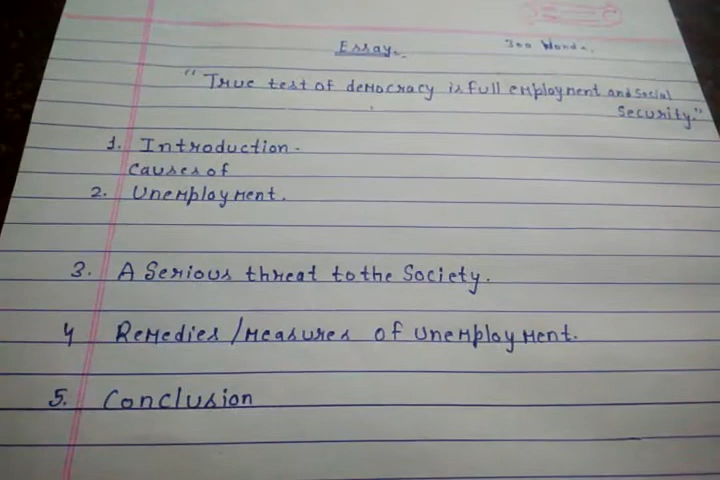 Essay.
300 Words.
"True test of democracy is full employment and Social
Security."
1. Introduction -
Causes of
2. Unemployment.
3. A Serious threat to the Society.
4 Remedies / measures of unemployment.
5. Conclusion